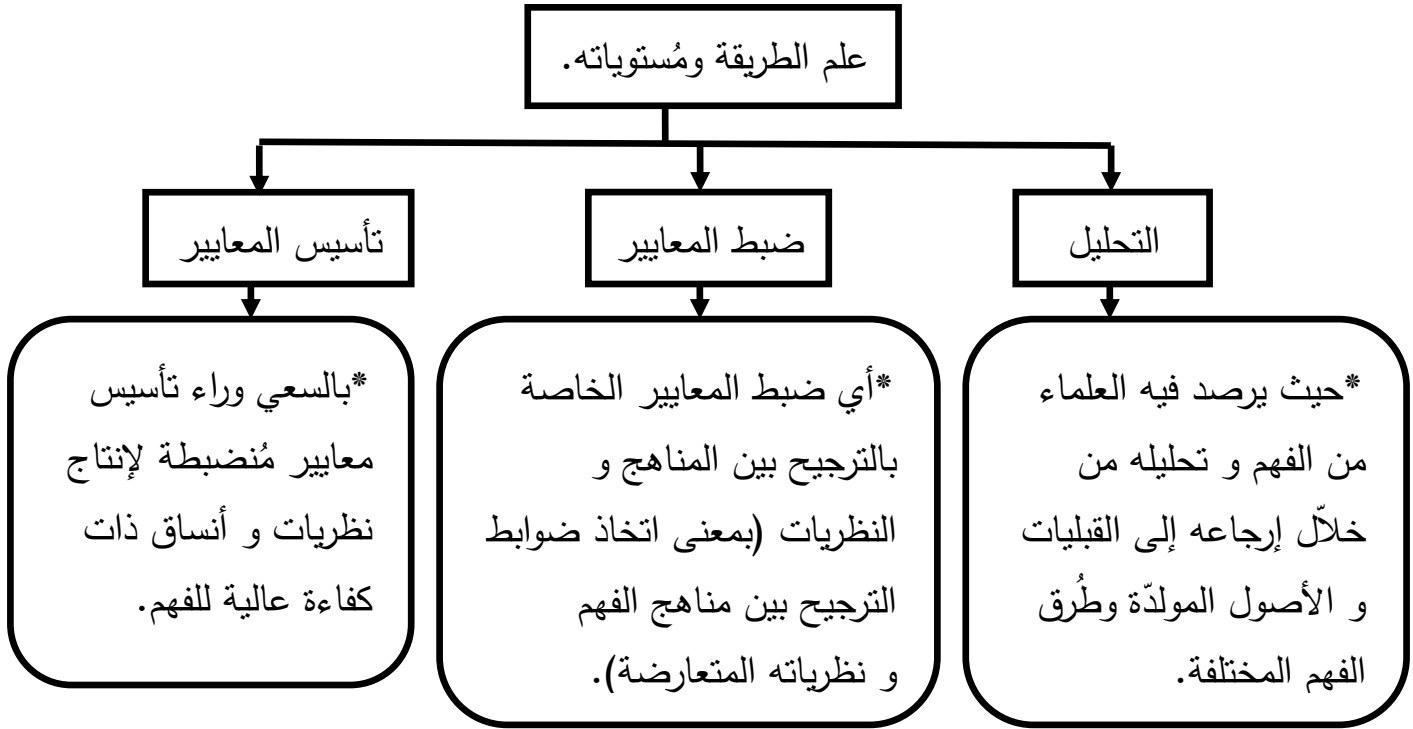 علم الطريقة ومُستوياته.
التحليل
ضبط المعايير
تأسيس المعايير
*حيث يرصد فيه العلماء
من الفهم و تحليله من
خلاّل إرجاعه إلى القبليات
و الأصول المولدّة وطُرق
الفهم المختلفة.
*أي ضبط المعايير الخاصة
بالترجيح بين المناهج و
النظريات (بمعنى اتخاذ ضوابط
الترجيح بين مناهج الفهم
و نظرياته المتعارضة).
*بالسعي وراء تأسيس
معايير مُنضبطة لإنتاج
نظريات و أنساق ذات
كفاءة عالية للفهم.